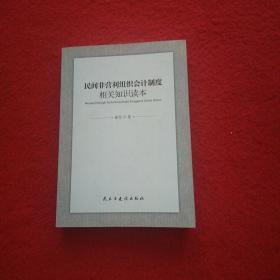 民间非营利组织会计制度
相关知识读本
民主与建设出版社